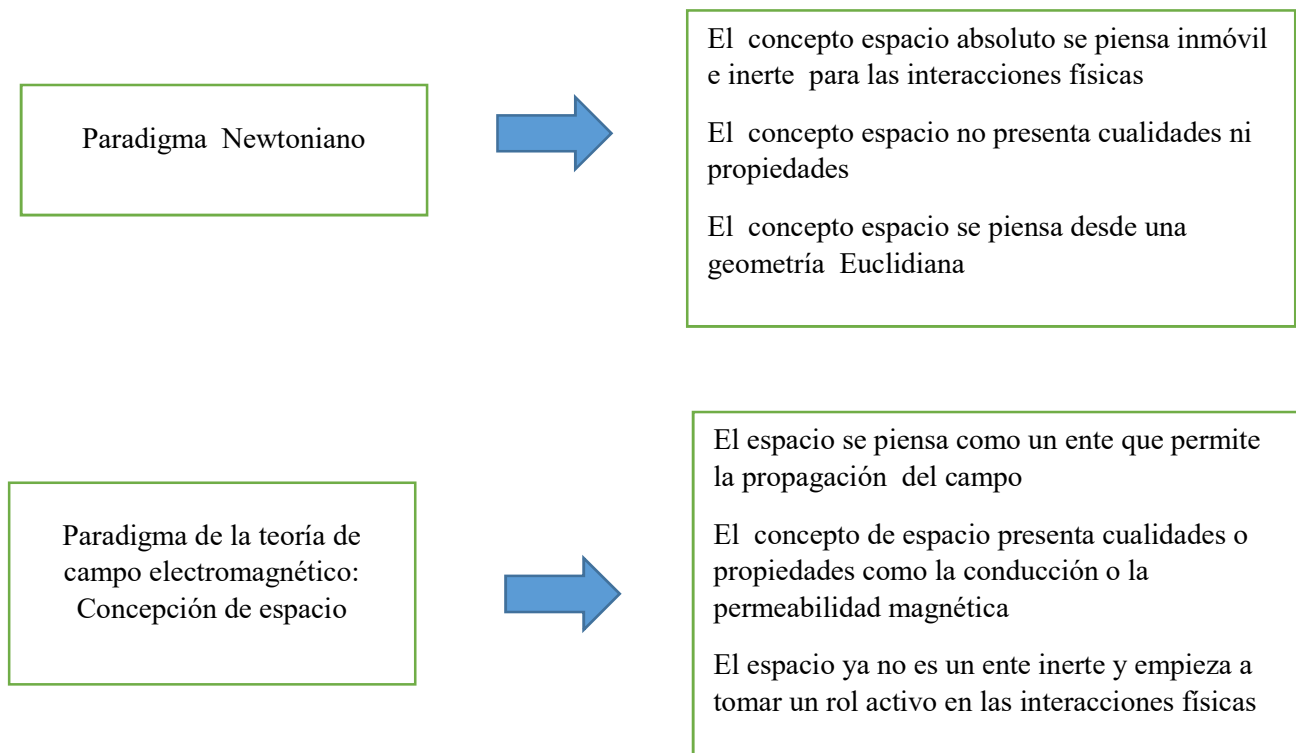 Paradigma Newtoniano
El concepto espacio absoluto se piensa inmóvil
e inerte para las interacciones físicas
El concepto espacio no presenta cualidades ni
propiedades
El concepto espacio se piensa desde una
geometría Euclidiana
Paradigma de la teoría de
campo electromagnético:
Concepción de espacio
El espacio se piensa como un ente que permite
la propagación del campo
El concepto de espacio presenta cualidades o
propiedades como la conducción o la
permeabilidad magnética
El espacio ya no es un ente inerte y empieza a
tomar un rol activo en las interacciones físicas